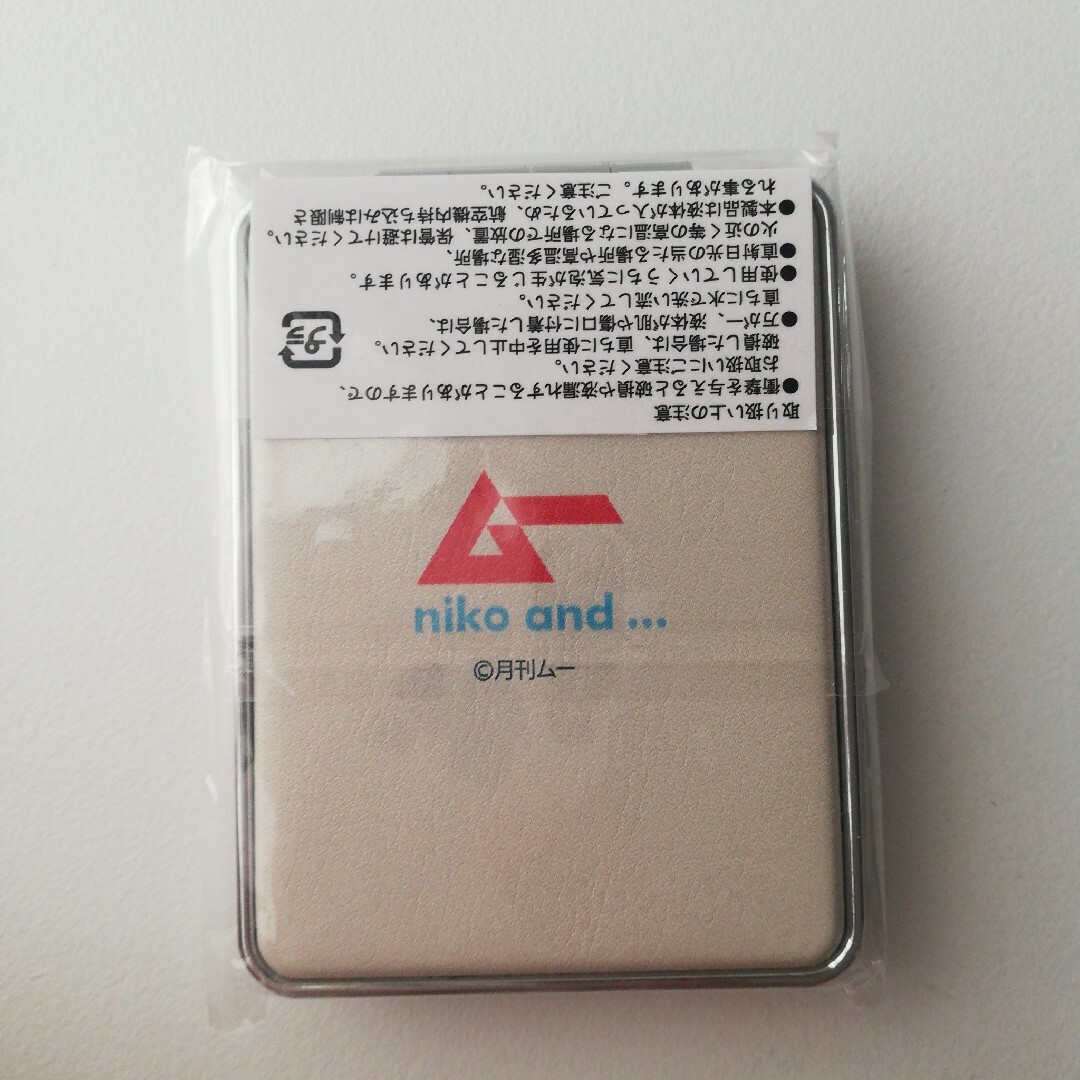 取り扱い上の注意
●衝撃を与えると破損や液漏れすることがありますので、
お取扱いにご注意ください。
破損した場合は、直ちに使用を中止してください。
●万が一、液体が肌や傷口に付着した場合は、
直ちに水で洗い流してください。
●使用していくうちに気泡が生じることがあります。
●直射日光の当たる場所や高温多湿な場所、
火の近く等の高温になる場所での放置、保管は避けてください。
●本製品は液体が入っているため、航空機内持ち込みは制限さ
れる事があります。ご注意ください。
プラ
ムー
niko and ...
©月刊ムー